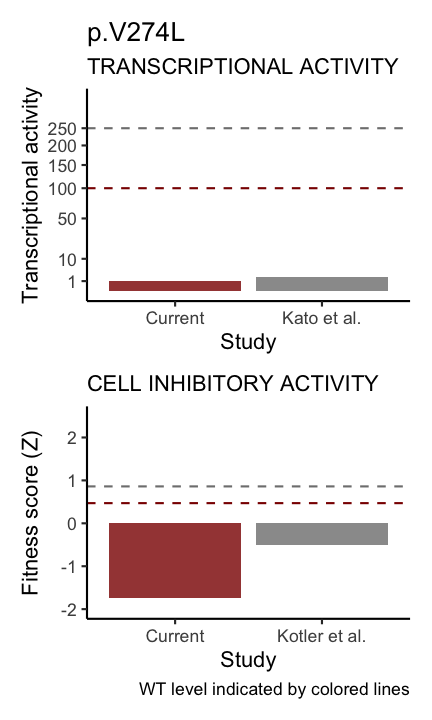 p.V274L
TRANSCRIPTIONAL ACTIVITY
Transcriptional activity
250
200
150
100
50
10
1
Current
Kato et al.
Study
CELL INHIBITORY ACTIVITY
Fitness score (Z)
2
1
0
-1
-2
Current
Kotler et al.
Study
WT level indicated by colored lines